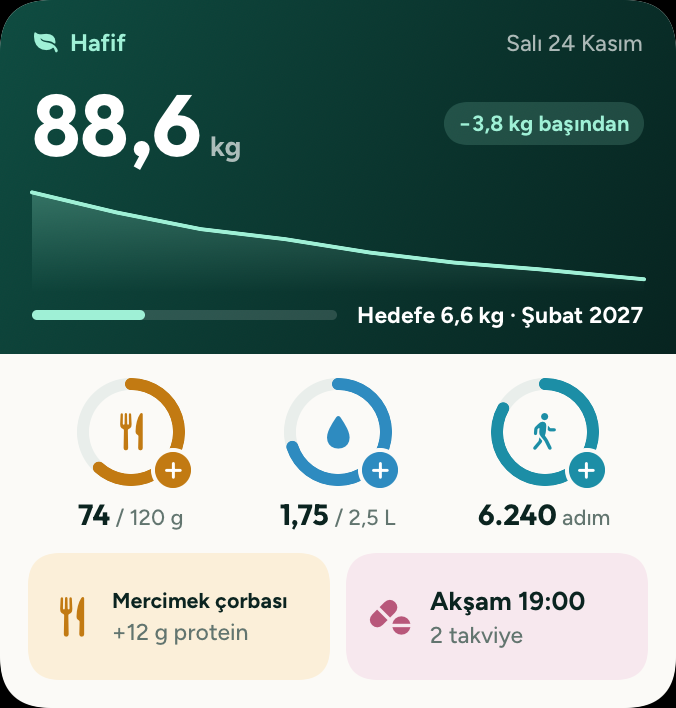 Hafif
Salı 24 Kasım
88,6 kg
−3,8 kg başından
Hedefe 6,6 kg · Şubat 2027
74 / 120 g
1,75 / 2,5 L
6.240 adım
Mercimek çorbası
+12 g protein
Akşam 19:00
2 takviye